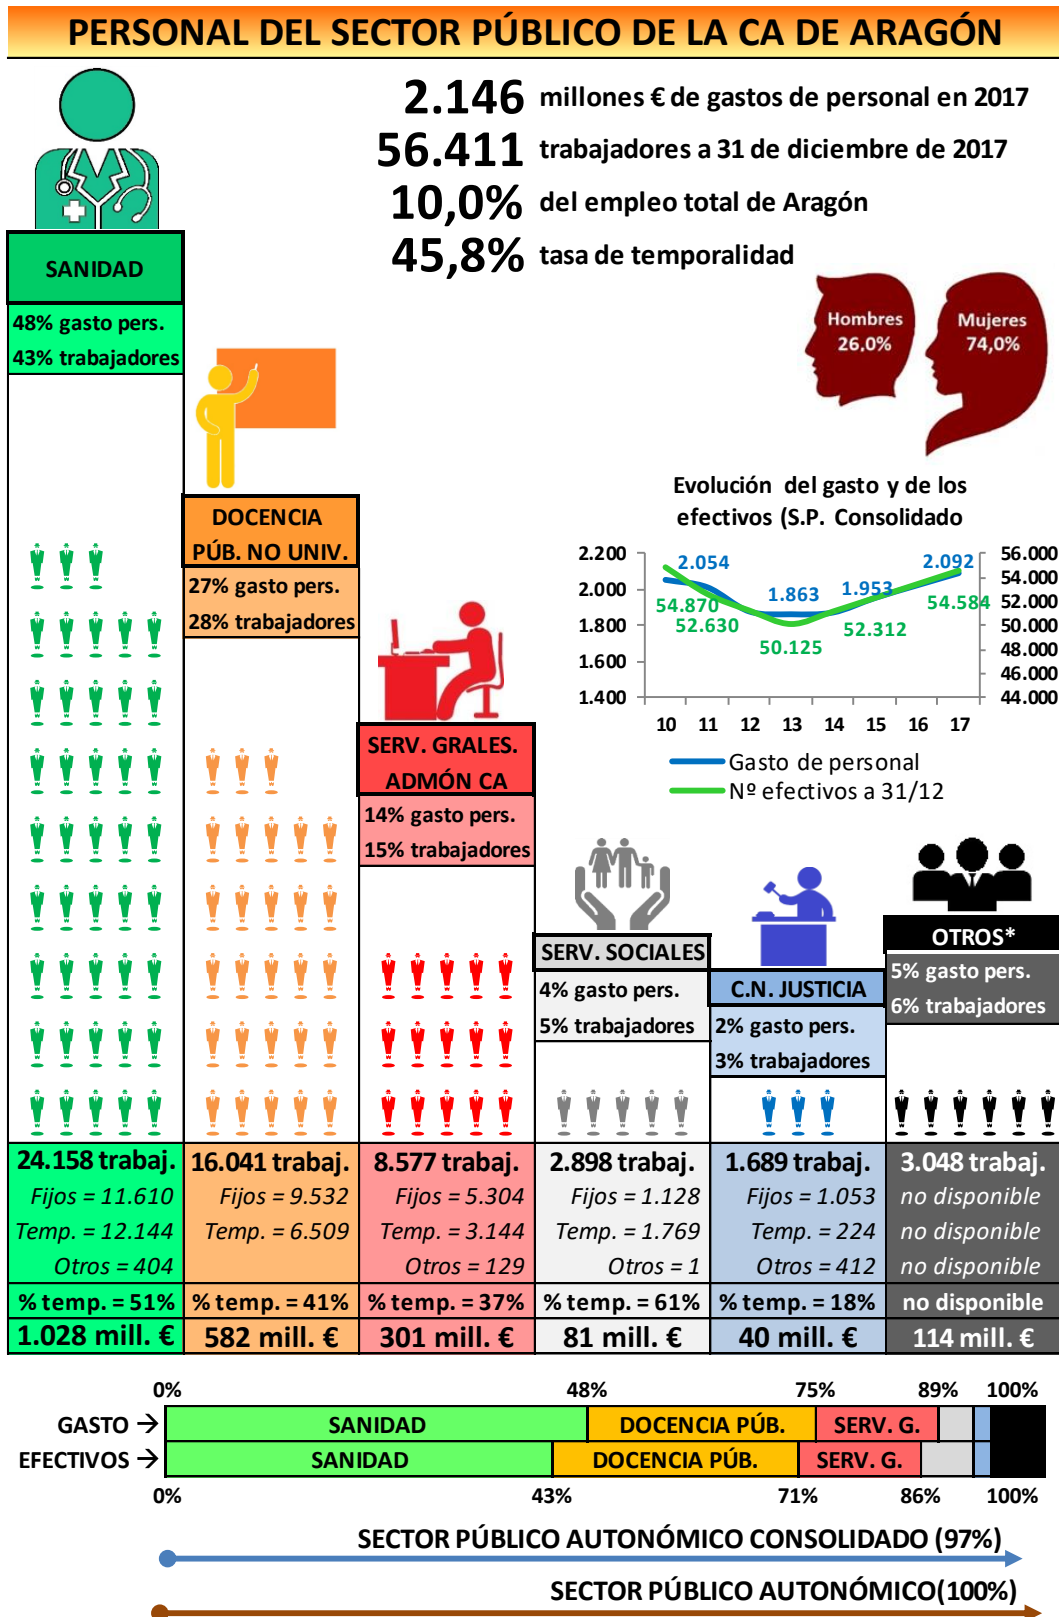 PERSONAL DEL SECTOR PÚBLICO DE LA CA DE ARAGÓN
2.146 millones € de gastos de personal en 2017
56.411 trabajadores a 31 de diciembre de 2017
10,0% del empleo total de Aragón
45,8% tasa de temporalidad
SANIDAD
48% gasto pers.
43% trabajadores
Hombres
26,0%
Mujeres
74,0%
DOCENCIA
PÚB. NO UNIV.
27% gasto pers.
28% trabajadores
Evolución del gasto y de los
efectivos (S.P. Consolidado
2.200
2.000
1.800
1.600
1.400
56.000
54.000
52.000
50.000
48.000
46.000
44.000
2.054
1.863
1.953
2.092
54.870
52.630
50.125
52.312
54.584
10 11 12 13 14 15 16 17
Gasto de personal
Nº efectivos a 31/12
SERV. GRALES.
ADMÓN CA
14% gasto pers.
15% trabajadores
SERV. SOCIALES
4% gasto pers.
5% trabajadores
C.N. JUSTICIA
2% gasto pers.
3% trabajadores
OTROS*
5% gasto pers.
6% trabajadores
24.158 trabaj. 16.041 trabaj. 8.577 trabaj. 2.898 trabaj. 1.689 trabaj. 3.048 trabaj.
Fijos = 11.610 Fijos = 9.532 Fijos = 5.304 Fijos = 1.128 Fijos = 1.053 no disponible
Temp. = 12.144 Temp. = 6.509 Temp. = 3.144 Temp. = 1.769 Temp. = 224 no disponible
Otros = 404 Otros = 129 Otros = 1 Otros = 412 no disponible
% temp. = 51% % temp. = 41% % temp. = 37% % temp. = 61% % temp. = 18% no disponible
1.028 mill. € 582 mill. € 301 mill. € 81 mill. € 40 mill. € 114 mill. €
0% 48% 75% 89% 100%
GASTO → SANIDAD DOCENCIA PÚB. SERV. G.
EFECTIVOS → SANIDAD DOCENCIA PÚB. SERV. G.
0% 43% 71% 86% 100%
SECTOR PÚBLICO AUTONÓMICO CONSOLIDADO (97%)
SECTOR PÚBLICO AUTONÓMICO(100%)